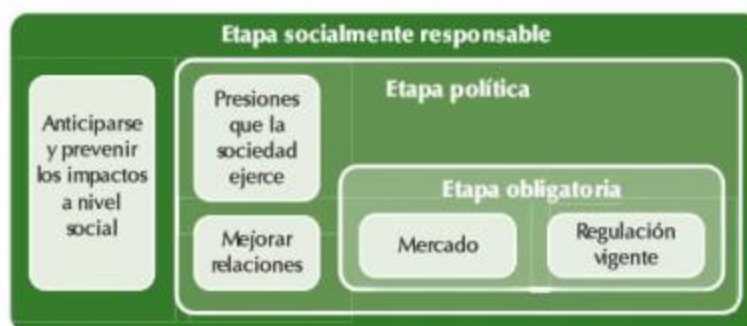 Etapa socialmente responsable
Anticiparse
y prevenir
los impactos
a nivel
social
Presiones
que la
sociedad
ejerce
Mejorar
relaciones
Etapa política
Etapa obligatoria
Mercado
Regulación
vigente